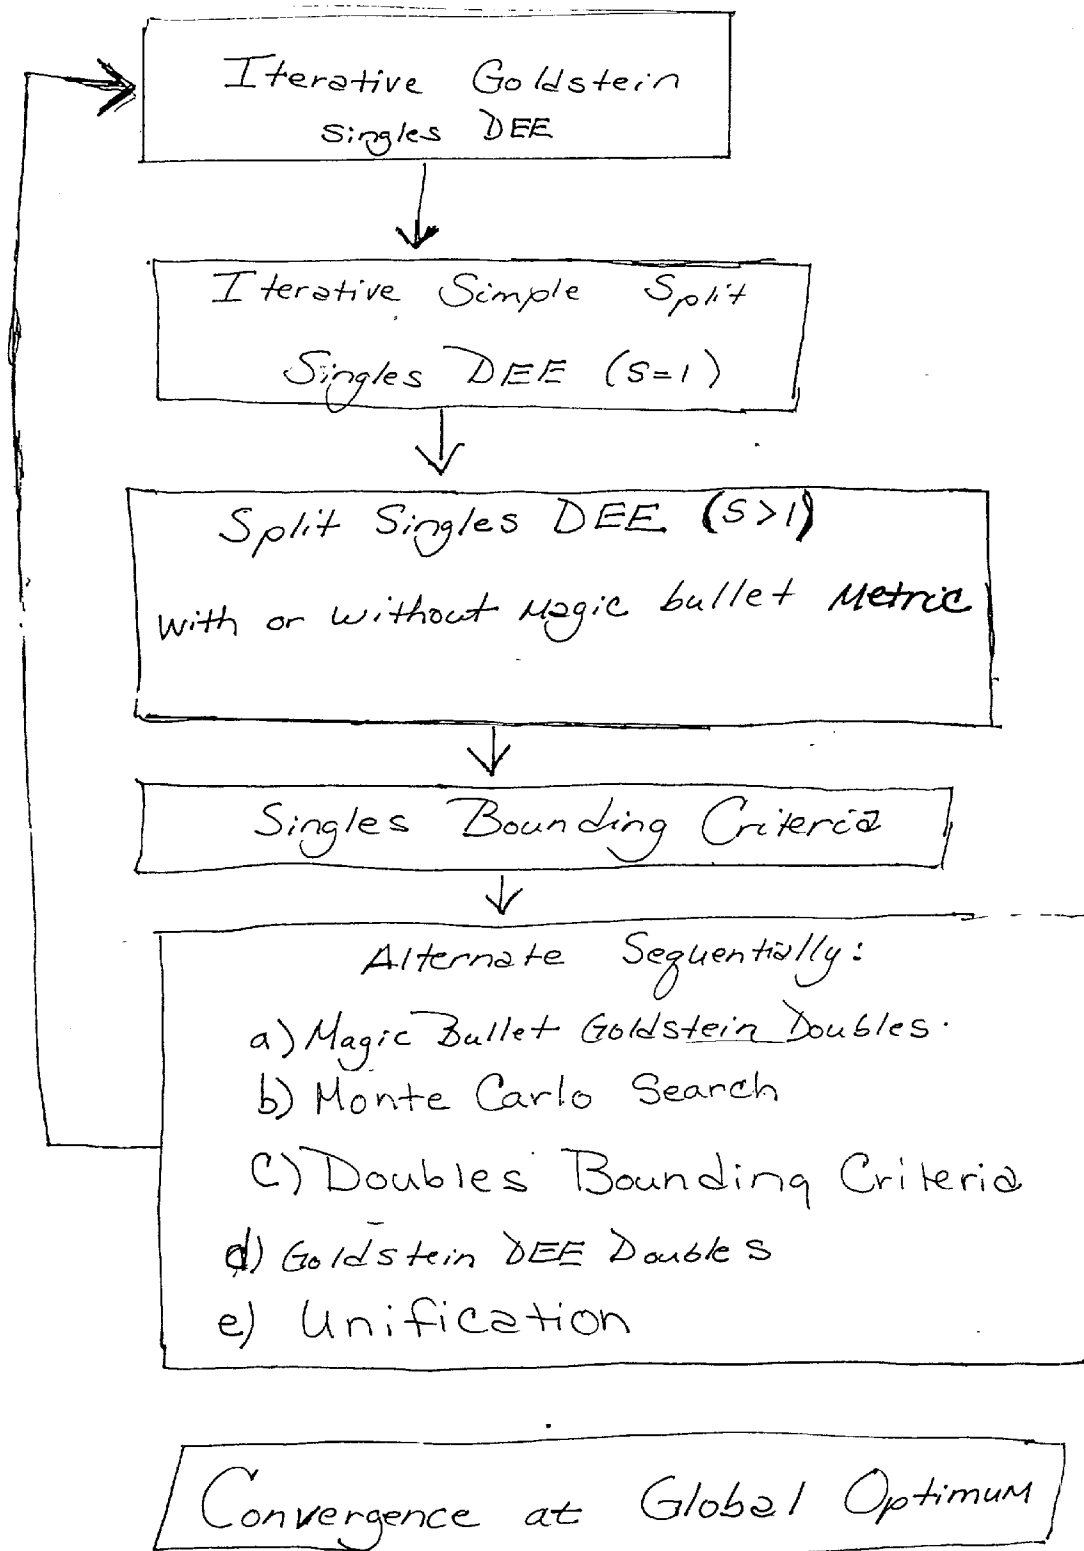 Iterative Goldstein
Singles DEE
Iterative Simple Split
Singles DEE (S=1)
Split Singles DEE (S>1)
with or without Magic bullet Metric
Singles Bounding Criteria
Alternate Sequentially:
a) Magic Bullet Goldstein Doubles.
b) Monte Carlo Search
C) Doubles Bounding Criteria
d) Goldstein DEE Doubles
e) Unification
Convergence at Global Optimum